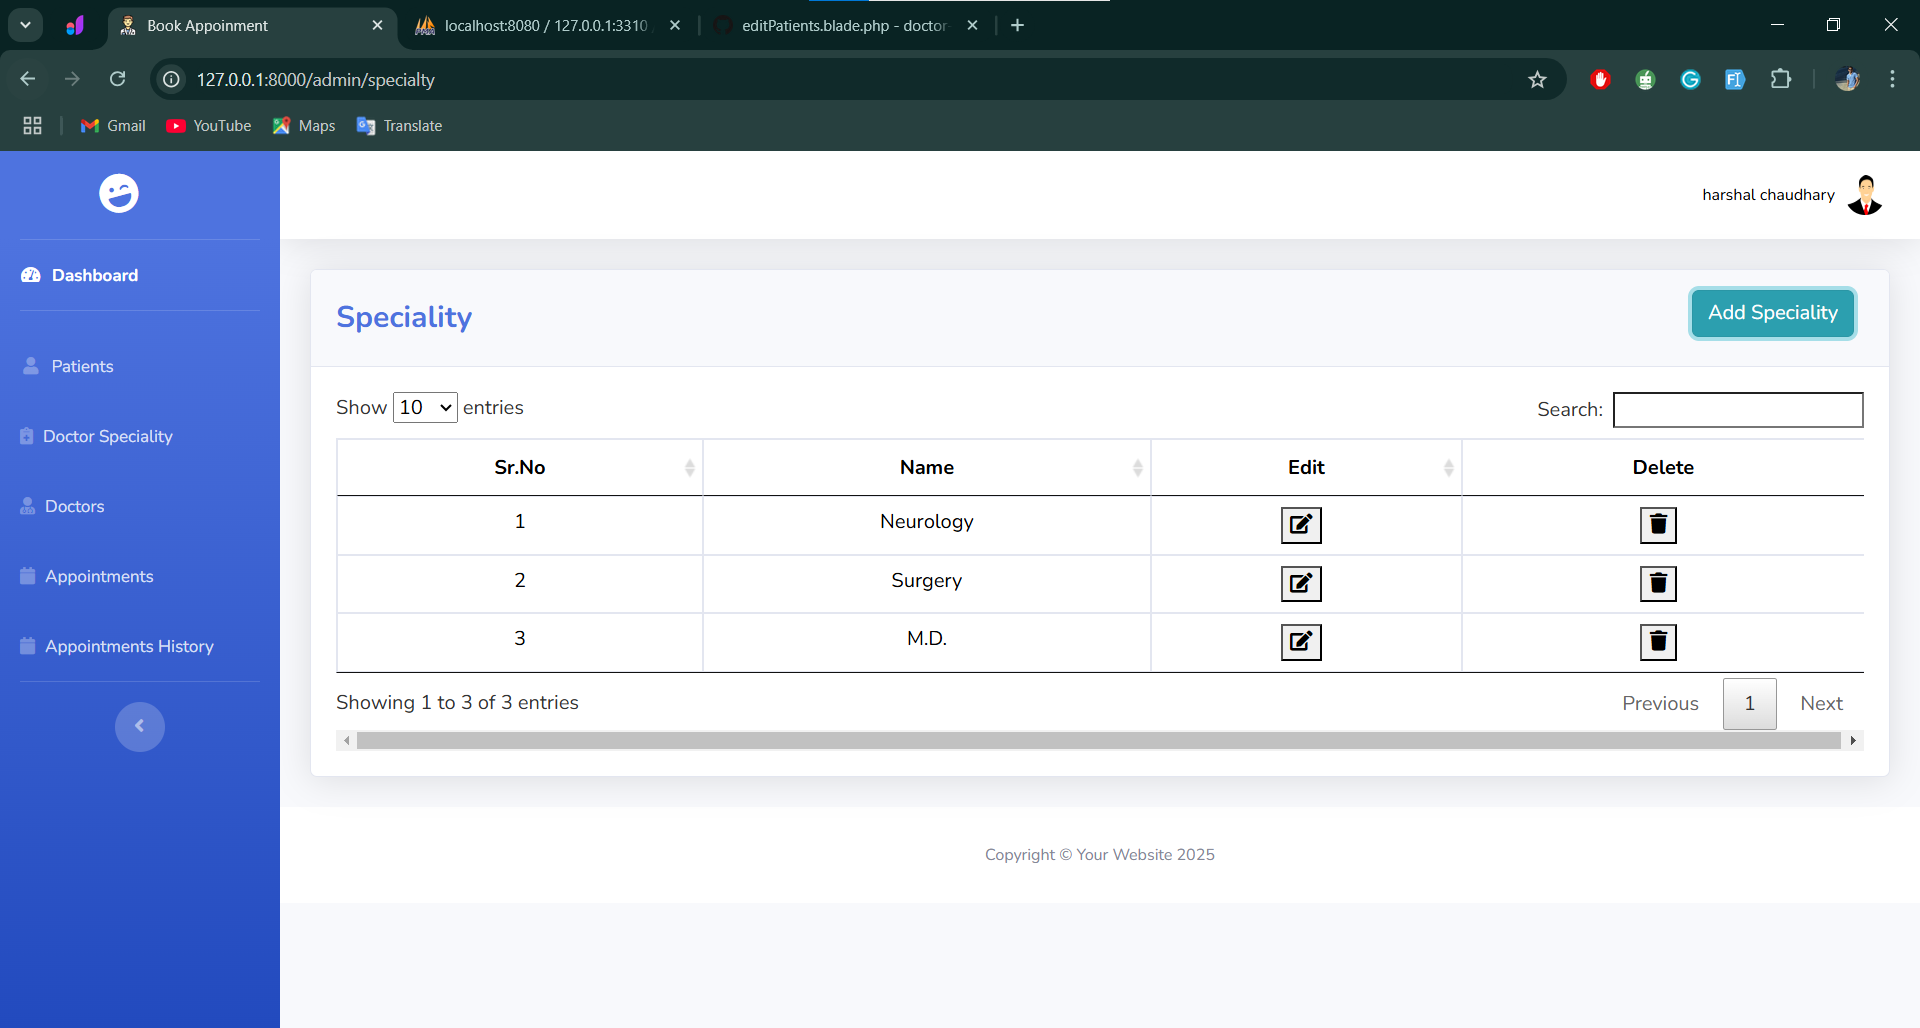 Book Appoinment
localhost:8080 / 127.0.0.1:3310
editPatients.blade.php - doctor-
127.0.0.1:8000/admin/specialty
Gmail
YouTube
Maps
Translate
harshal chaudhary
Dashboard
Patients
Doctor Speciality
Doctors
Appointments
Appointments History
Speciality
Add Speciality
Show 10 entries
Search:
Sr.No Name Edit Delete
1 Neurology
2 Surgery
3 M.D.
Showing 1 to 3 of 3 entries
Previous 1 Next
Copyright © Your Website 2025